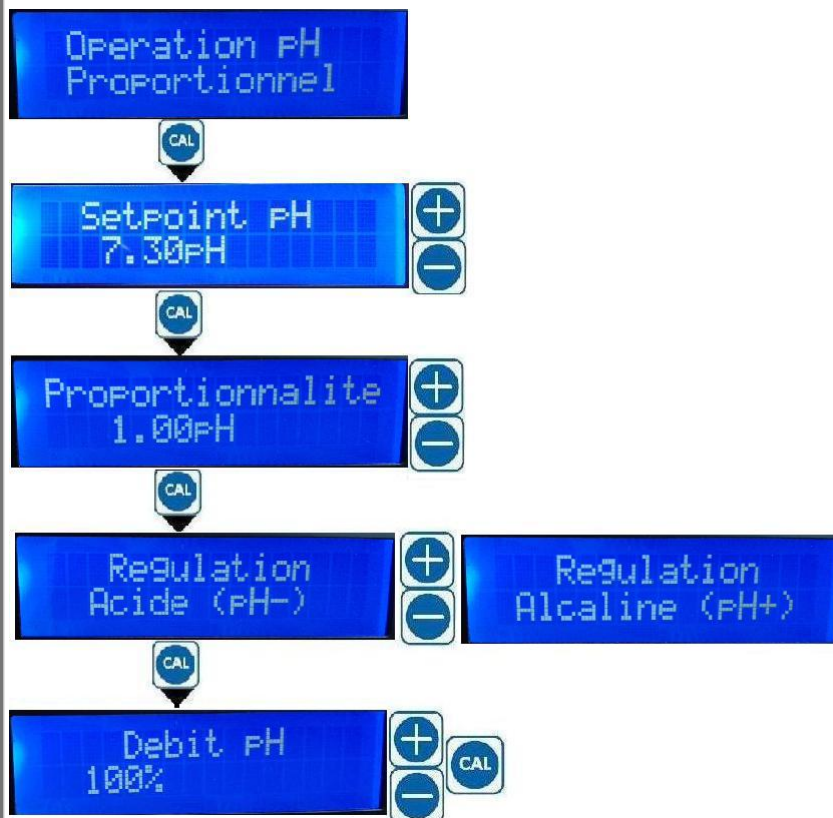 Operation pH
Proportionnel
CAL
Setpoint pH
7.30pH
CAL
Proportionnalite
1.00pH
CAL
Regulation
Acide (pH-)
Regulation
Alcaline (pH+)
CAL
Debit pH
100%
CAL